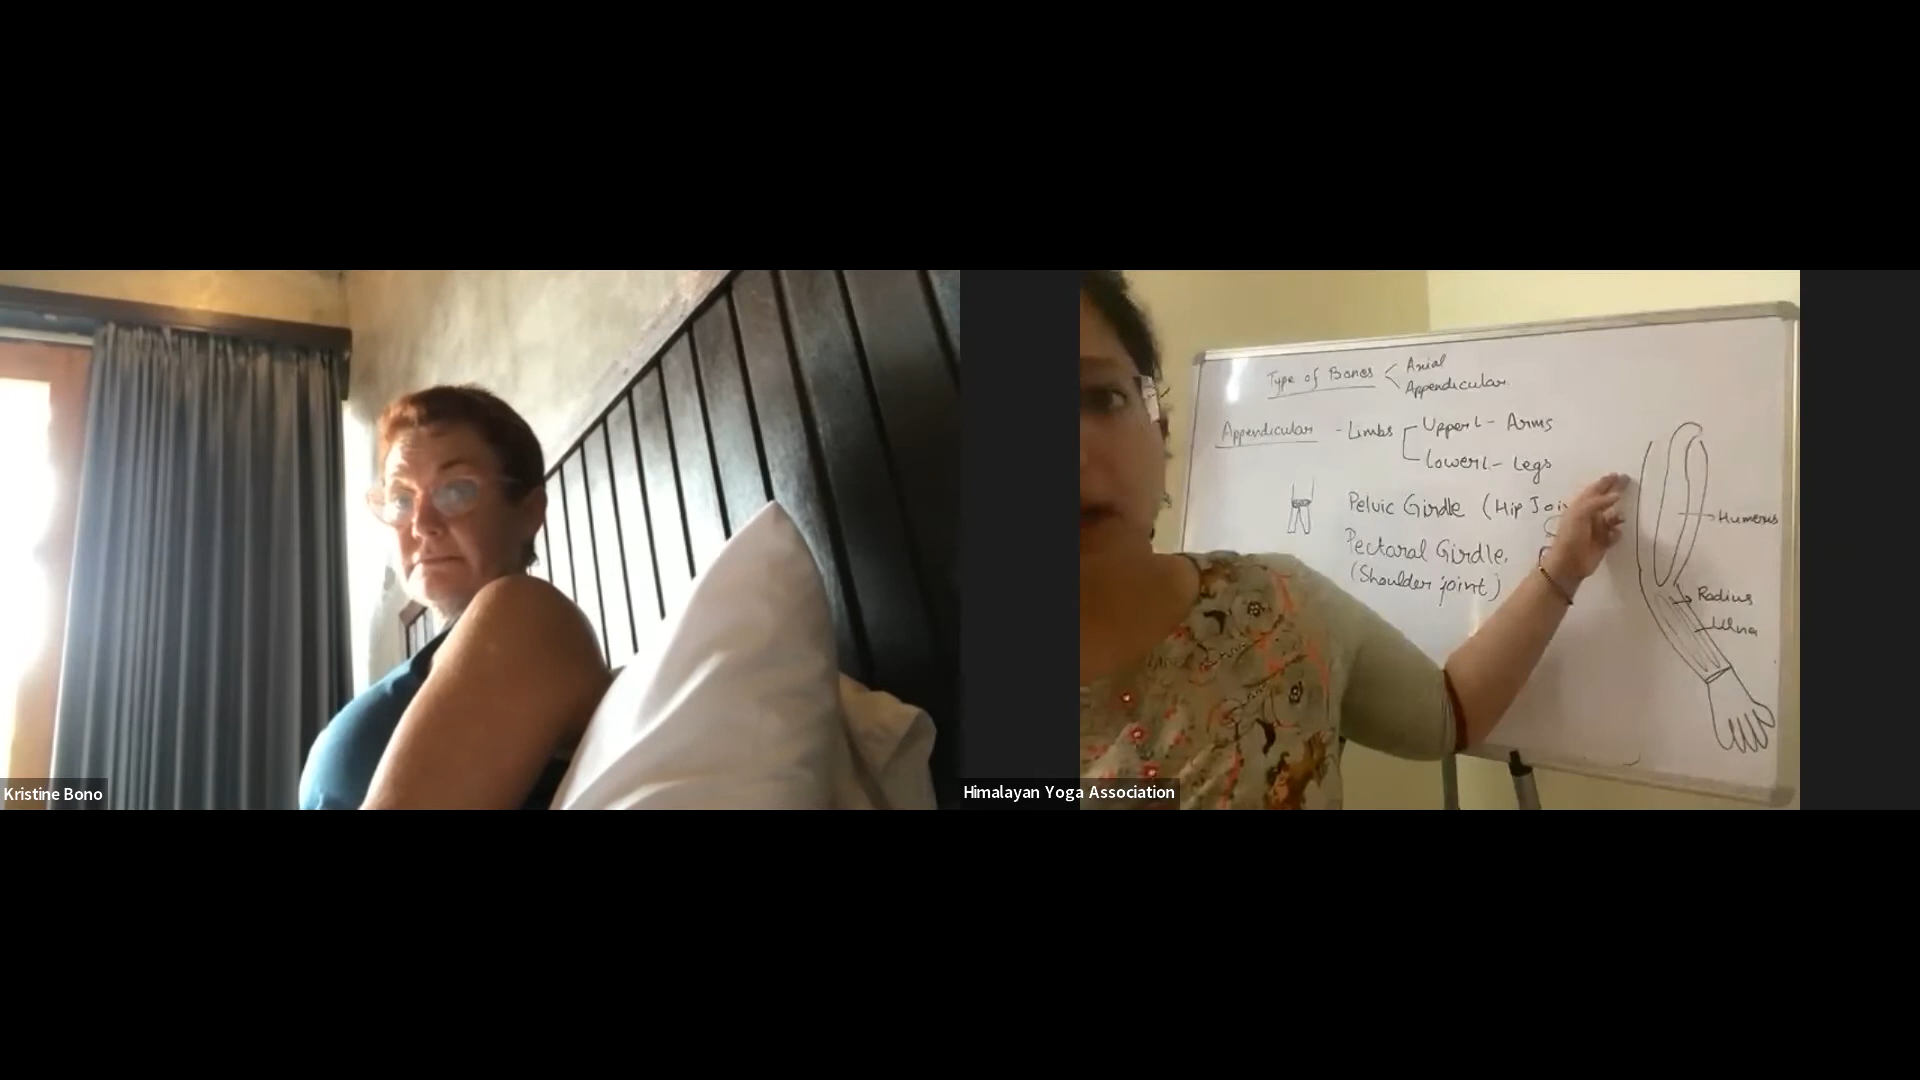 Type of Bones < Axial
Appendicular
Appendicular - Limbs
Upper L - Arms
Lower L - Legs
Pelvic Girdle (Hip Join
Pectoral Girdle.
(Shoulder joint)
Humerus
Radius
Ulna
Kristine Bono
Himalayan Yoga Association